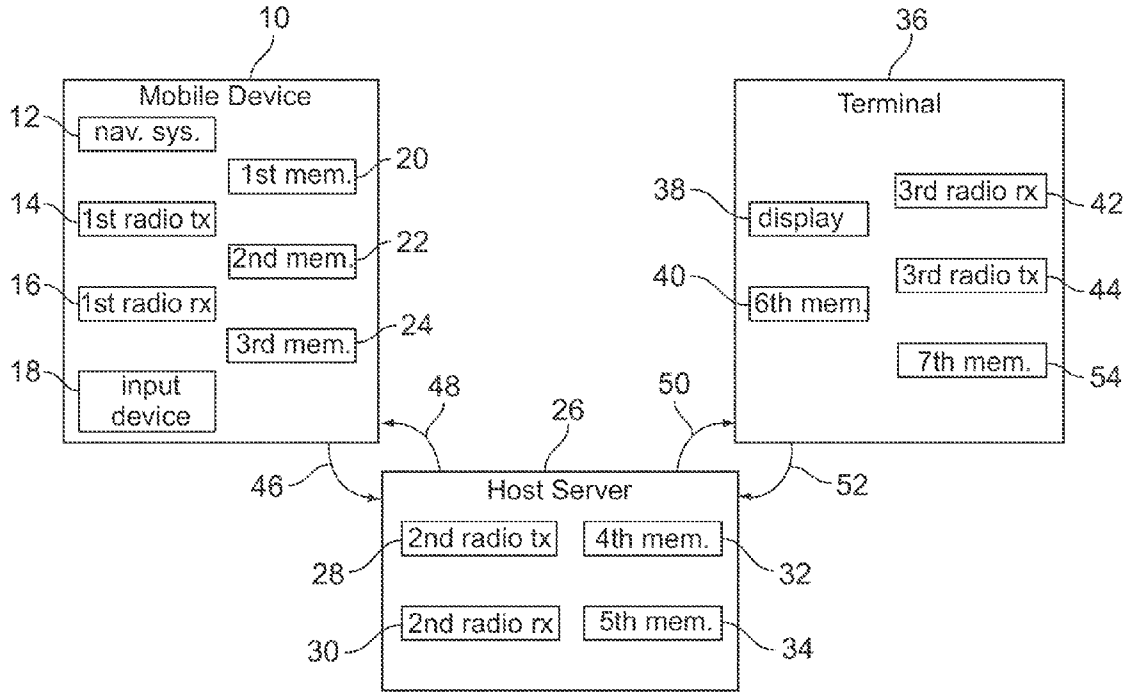 10
Mobile Device
12
nav. sys.
1st mem.
20
14
1st radio tx
2nd mem.
22
16
1st radio rx
3rd mem.
24
18
input
device
36
Terminal
38
display
3rd radio rx
42
40
6th mem.
3rd radio tx
44
7th mem.
54
46
48
26
50
52
Host Server
28
2nd radio tx
4th mem.
32
30
2nd radio rx
5th mem.
34